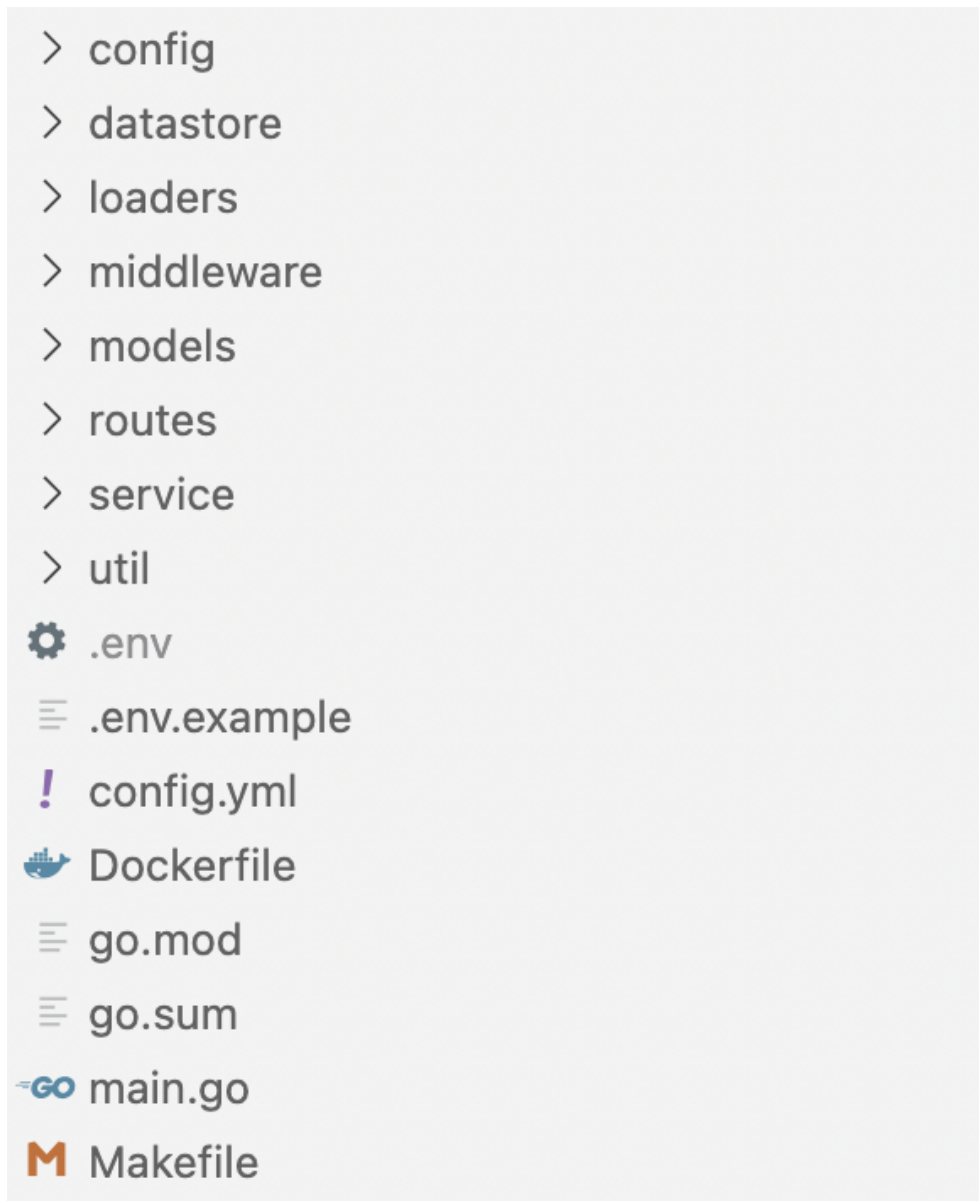 config
datastore
loaders
middleware
models
routes
service
util
.env
.env.example
! config.yml
Dockerfile
go.mod
go.sum
GO main.go
M Makefile